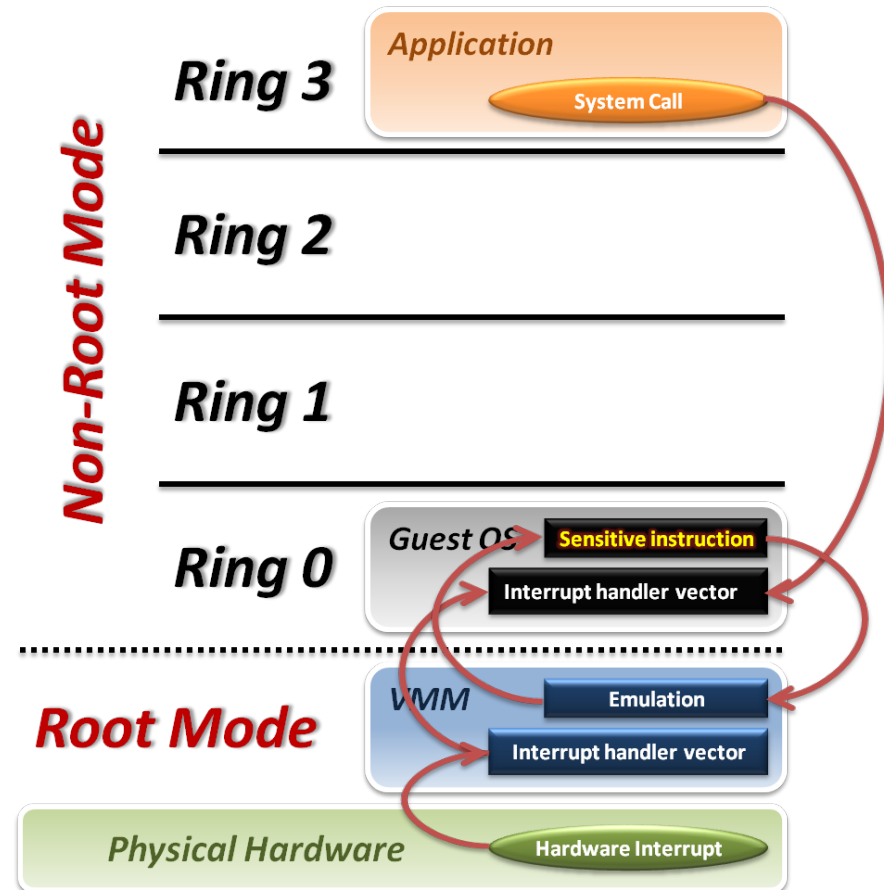 Application
Ring 3
System Call
Non-Root Mode
Ring 2
Ring 1
Guest OS
Sensitive instruction
Ring 0
Interrupt handler vector
VMM
Emulation
Root Mode
Interrupt handler vector
Physical Hardware
Hardware Interrupt